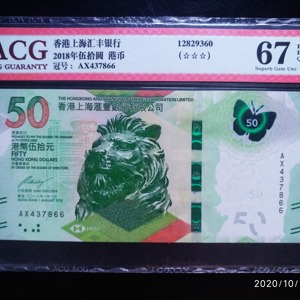 ACG
GUARANTY
香港上海汇丰银行
2018年伍拾圆 港币
冠号: AX437866
12829360
(☆☆☆)
67
Superb Gem Unc
50
THE HONGKONG AND SHANGHAI BANKING CORPORATION LIMITED
香港上海滙豐銀行有限公司
港幣伍拾元
FIFTY
HONG KONG DOLLARS
50
AX437866
AX437866
50
2020/10/